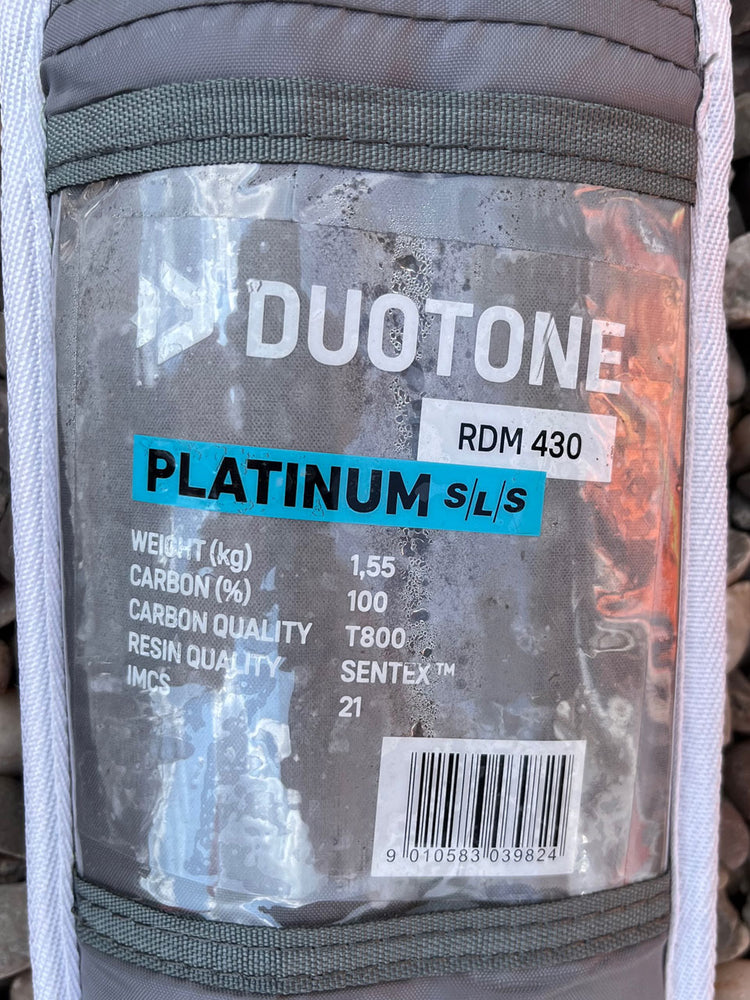 DUOTONE
RDM 430
PLATINUM S/L/S
WEIGHT (kg) 1,55
CARBON (%) 100
CARBON QUALITY T800
RESIN QUALITY SENTEX™
IMCS 21
9 010583 039824